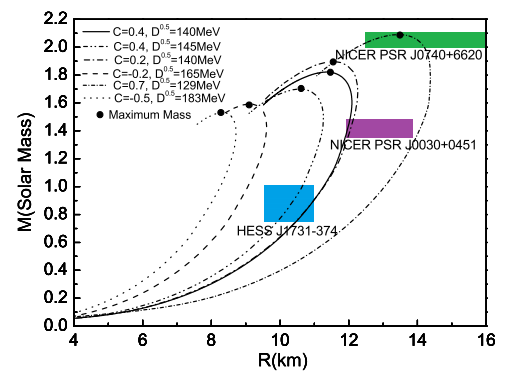 C=0.4, D^0.5=140MeV
C=0.4, D^0.5=145MeV
C=0.2, D^0.5=140MeV
C=-0.2, D^0.5=165MeV
C=0.7, D^0.5=129MeV
C=-0.5, D^0.5=183MeV
Maximum Mass
NICER PSR J0740+6620
NICER PSR J0030+0451
HESS J1731-374
M(Solar Mass)
2.2
2.0
1.8
1.6
1.4
1.2
1.0
0.8
0.6
0.4
0.2
0.0
4 6 8 10 12 14 16
R(km)